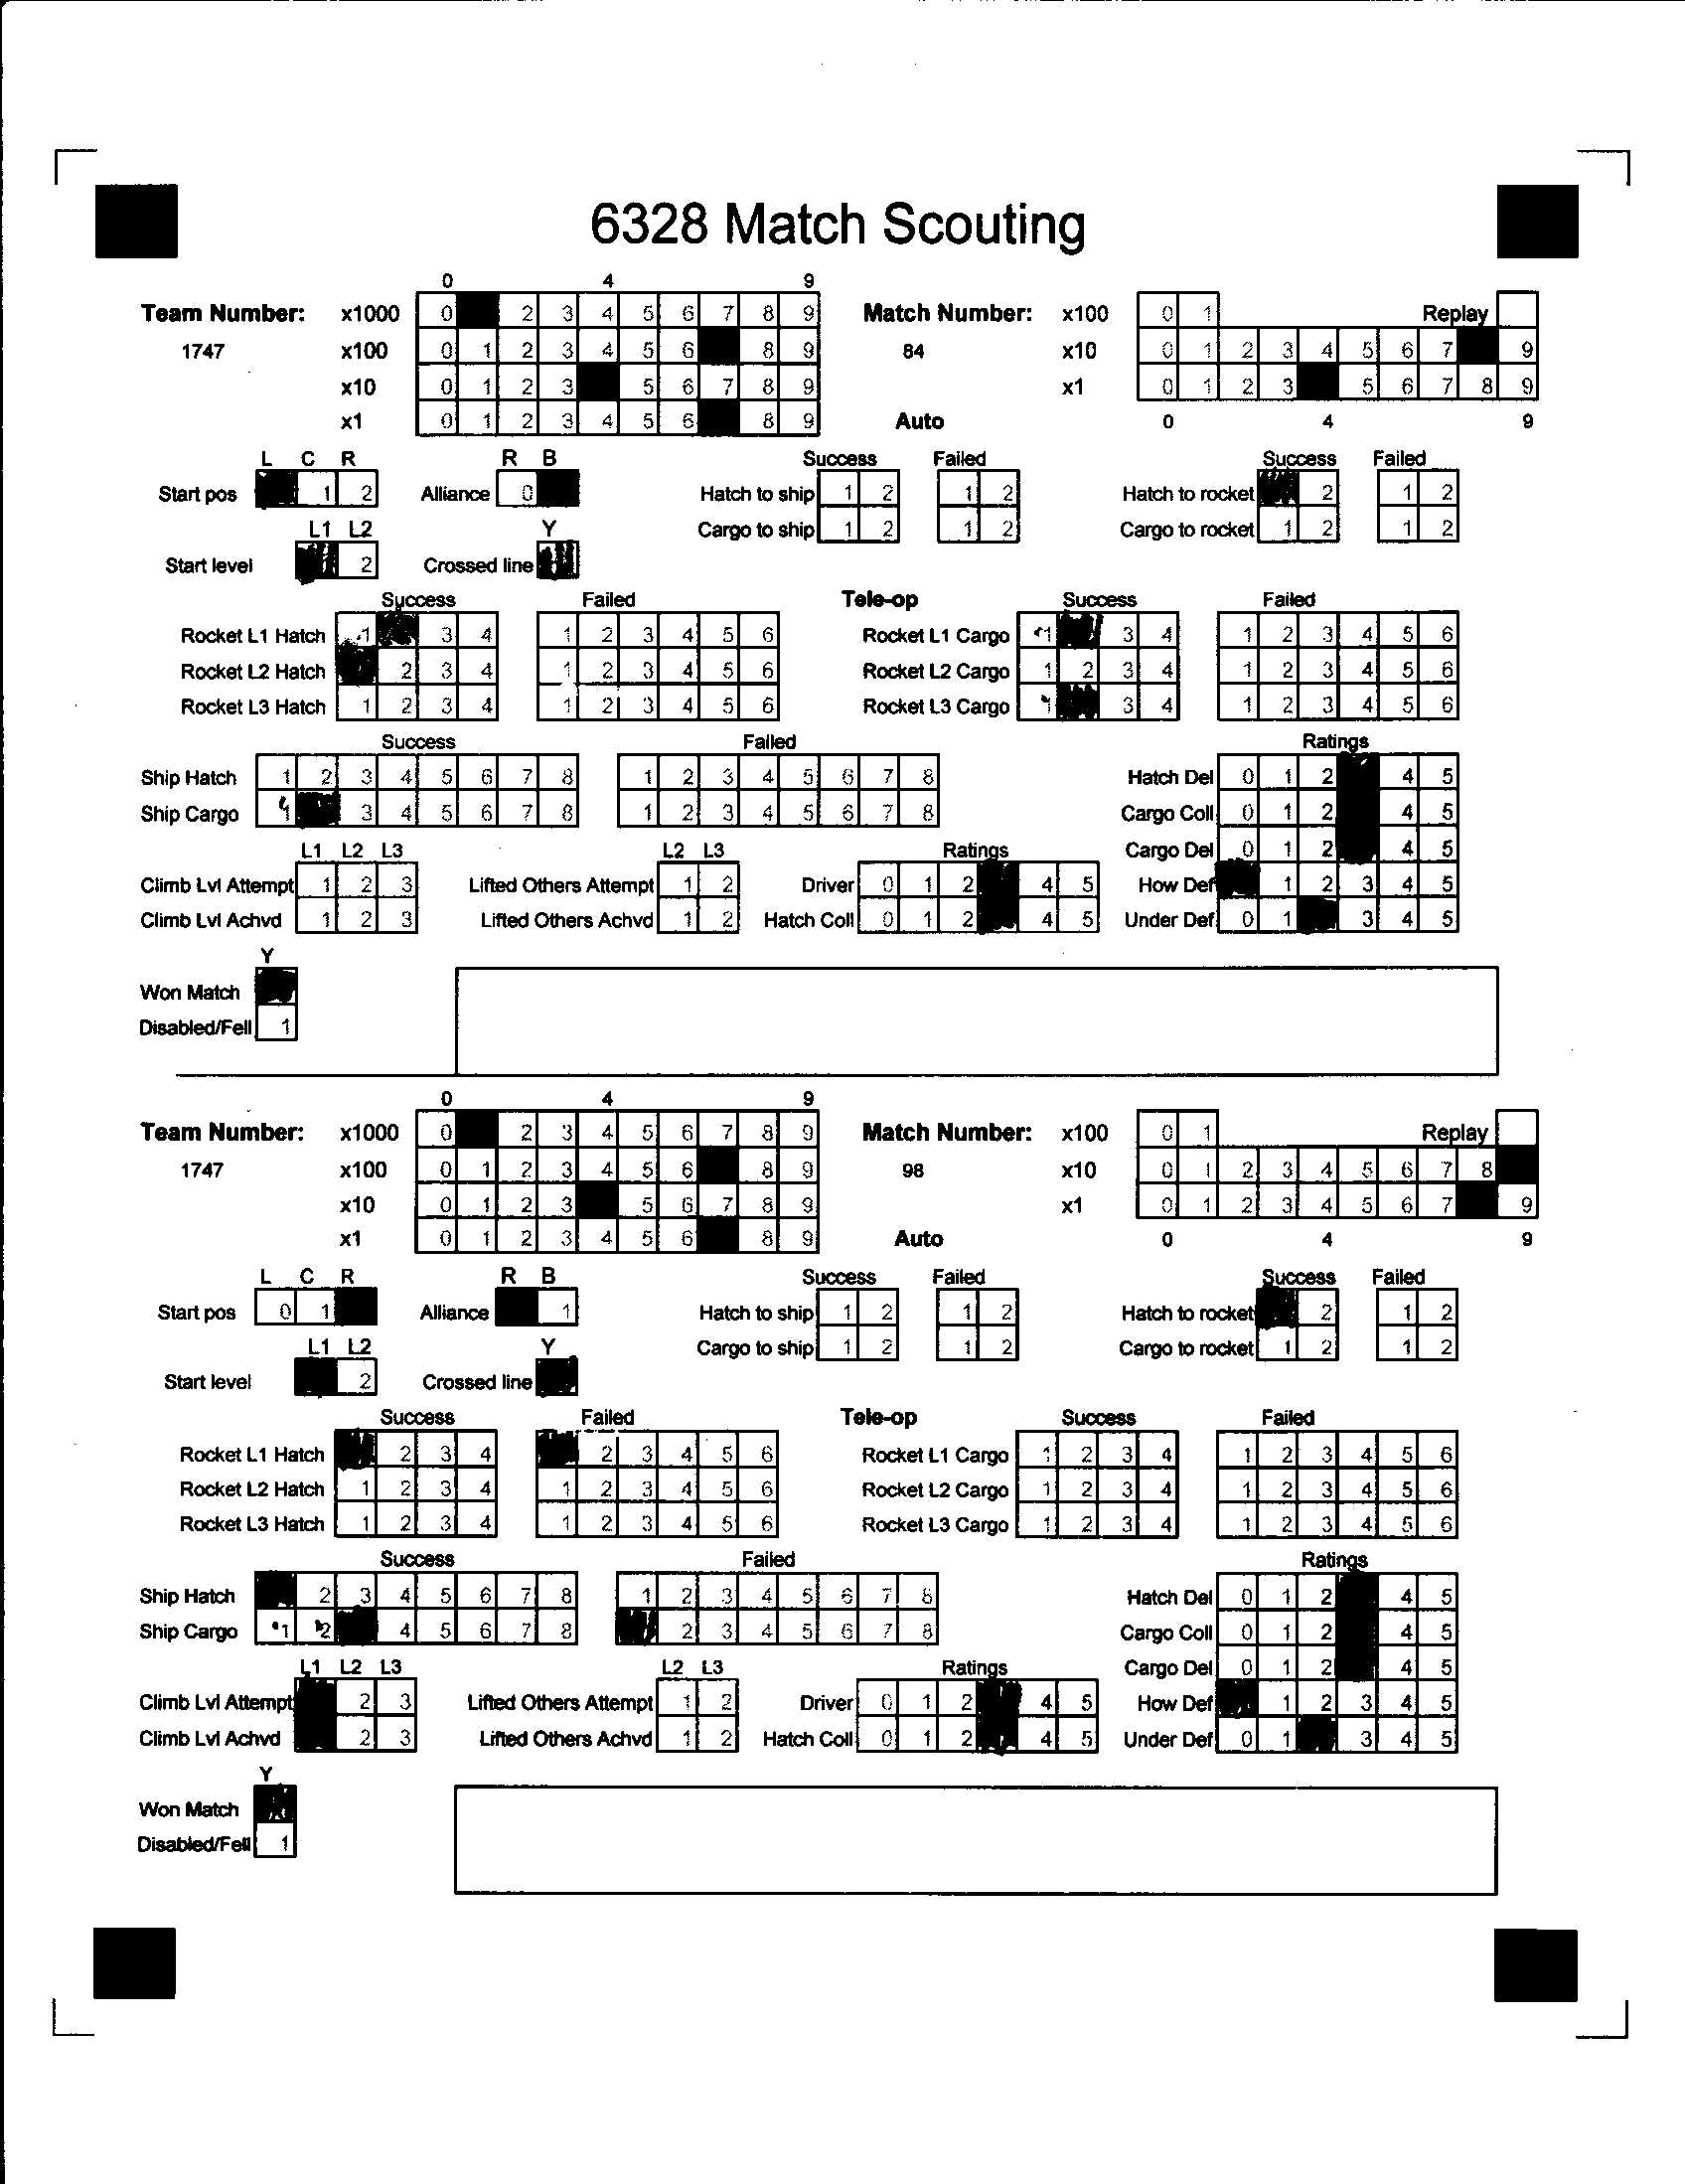 6328 Match Scouting
0 4 9
Team Number: x1000 0 2 3 4 5 6 7 8 9 Match Number: x100 0 1 Replay
1747 x100 0 1 2 3 4 5 6 8 9 84 x10 0 1 2 3 4 5 6 7 9
x10 0 1 2 3 5 6 7 8 9 x1 0 1 2 3 5 6 7 8 9
x1 0 1 2 3 4 5 6 8 9 Auto 0 4 9
L C R R B Success Failed Success Failed
Start pos 1 2 Alliance 0 Hatch to ship 1 2 1 2 Hatch to rocket 2 1 2
L1 L2 Y Cargo to ship 1 2 1 2 Cargo to rocket 1 2 1 2
Start level 2 Crossed line
Success Failed Tele-op Success Failed
Rocket L1 Hatch 1 3 4 1 2 3 4 5 6 Rocket L1 Cargo 1 3 4 1 2 3 4 5 6
Rocket L2 Hatch 2 3 4 1 2 3 4 5 6 Rocket L2 Cargo 1 2 3 4 1 2 3 4 5 6
Rocket L3 Hatch 1 2 3 4 1 2 3 4 5 6 Rocket L3 Cargo 1 3 4 1 2 3 4 5 6
Success Failed Ratings
Ship Hatch 1 2 3 4 5 6 7 8 1 2 3 4 5 6 7 8 Hatch Del 0 1 2 4 5
Ship Cargo 1 3 4 5 6 7 8 1 2 3 4 5 6 7 8 Cargo Coll 0 1 2 4 5
L1 L2 L3 L2 L3 Ratings Cargo Del 0 1 2 4 5
Climb Lvl Attempt 1 2 3 Lifted Others Attempt 1 2 Driver 0 1 2 4 5 How Def 1 2 3 4 5
Climb Lvl Achvd 1 2 3 Lifted Others Achvd 1 2 Hatch Coll 0 1 2 4 5 Under Def 0 1 3 4 5
Y
Won Match
Disabled/Fell 1
0 4 9
Team Number: x1000 0 2 3 4 5 6 7 8 9 Match Number: x100 0 1 Replay
1747 x100 0 1 2 3 4 5 6 8 9 98 x10 0 1 2 3 4 5 6 7 8
x10 0 1 2 3 5 6 7 8 9 x1 0 1 2 3 4 5 6 7 9
x1 0 1 2 3 4 5 6 8 9 Auto 0 4 9
L C R R B Success Failed Success Failed
Start pos 0 1 Alliance 1 Hatch to ship 1 2 1 2 Hatch to rocket 2 1 2
L1 L2 Y Cargo to ship 1 2 1 2 Cargo to rocket 1 2 1 2
Start level 2 Crossed line
Success Failed Tele-op Success Failed
Rocket L1 Hatch 2 3 4 2 3 4 5 6 Rocket L1 Cargo 1 2 3 4 1 2 3 4 5 6
Rocket L2 Hatch 1 2 3 4 1 2 3 4 5 6 Rocket L2 Cargo 1 2 3 4 1 2 3 4 5 6
Rocket L3 Hatch 1 2 3 4 1 2 3 4 5 6 Rocket L3 Cargo 1 2 3 4 1 2 3 4 5 6
Success Failed Ratings
Ship Hatch 2 3 4 5 6 7 8 1 2 3 4 5 6 7 8 Hatch Del 0 1 2 4 5
Ship Cargo 1 2 4 5 6 7 8 2 3 4 5 6 7 8 Cargo Coll 0 1 2 4 5
L1 L2 L3 L2 L3 Ratings Cargo Del 0 1 2 4 5
Climb Lvl Attempt 2 3 Lifted Others Attempt 1 2 Driver 0 1 2 4 5 How Def 1 2 3 4 5
Climb Lvl Achvd 2 3 Lifted Others Achvd 1 2 Hatch Coll 0 1 2 4 5 Under Def 0 1 3 4 5
Y
Won Match
Disabled/Fell 1